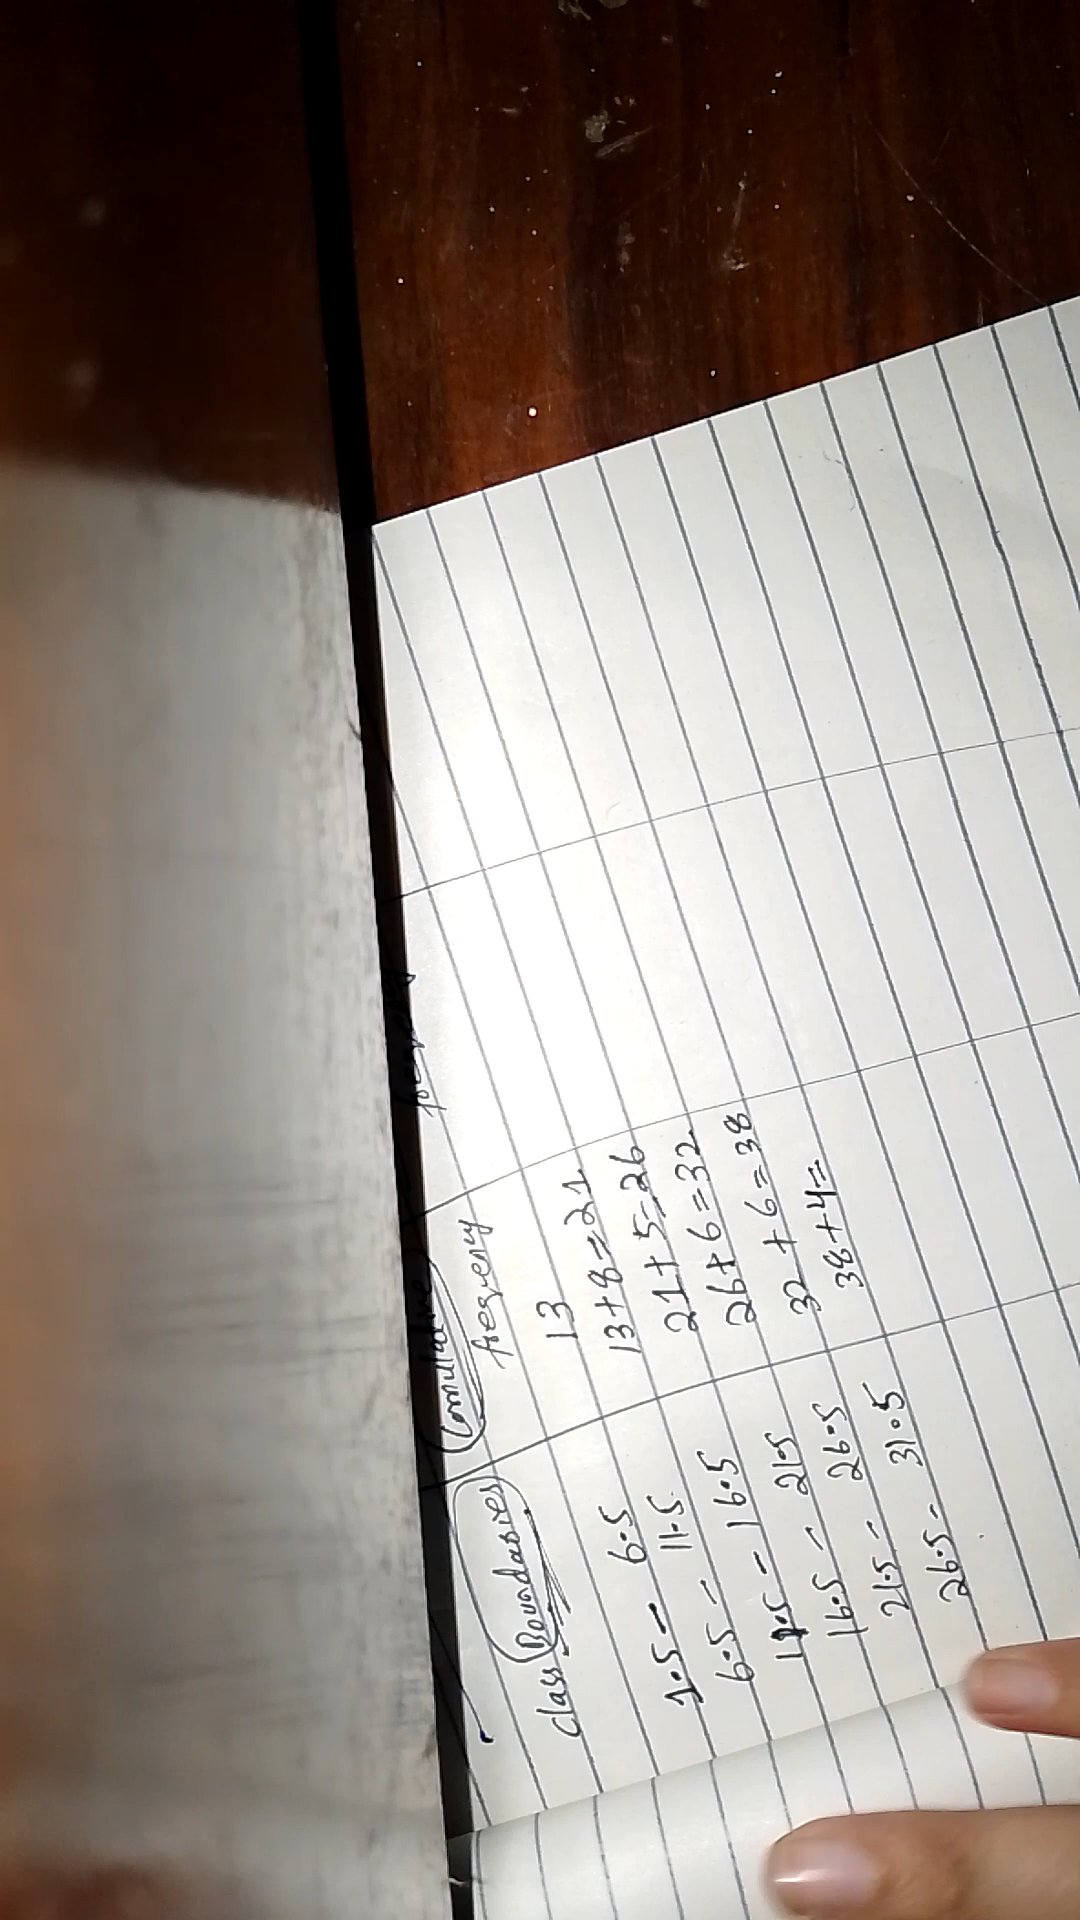 Class Boundaries Comulative frequency
1.5 - 6.5 13
6.5 - 11.5 13+8=21
11.5 - 16.5 21+5=26
16.5 - 21.5 26+6=32
21.5 - 26.5 32+6=38
26.5 - 31.5 38+4=